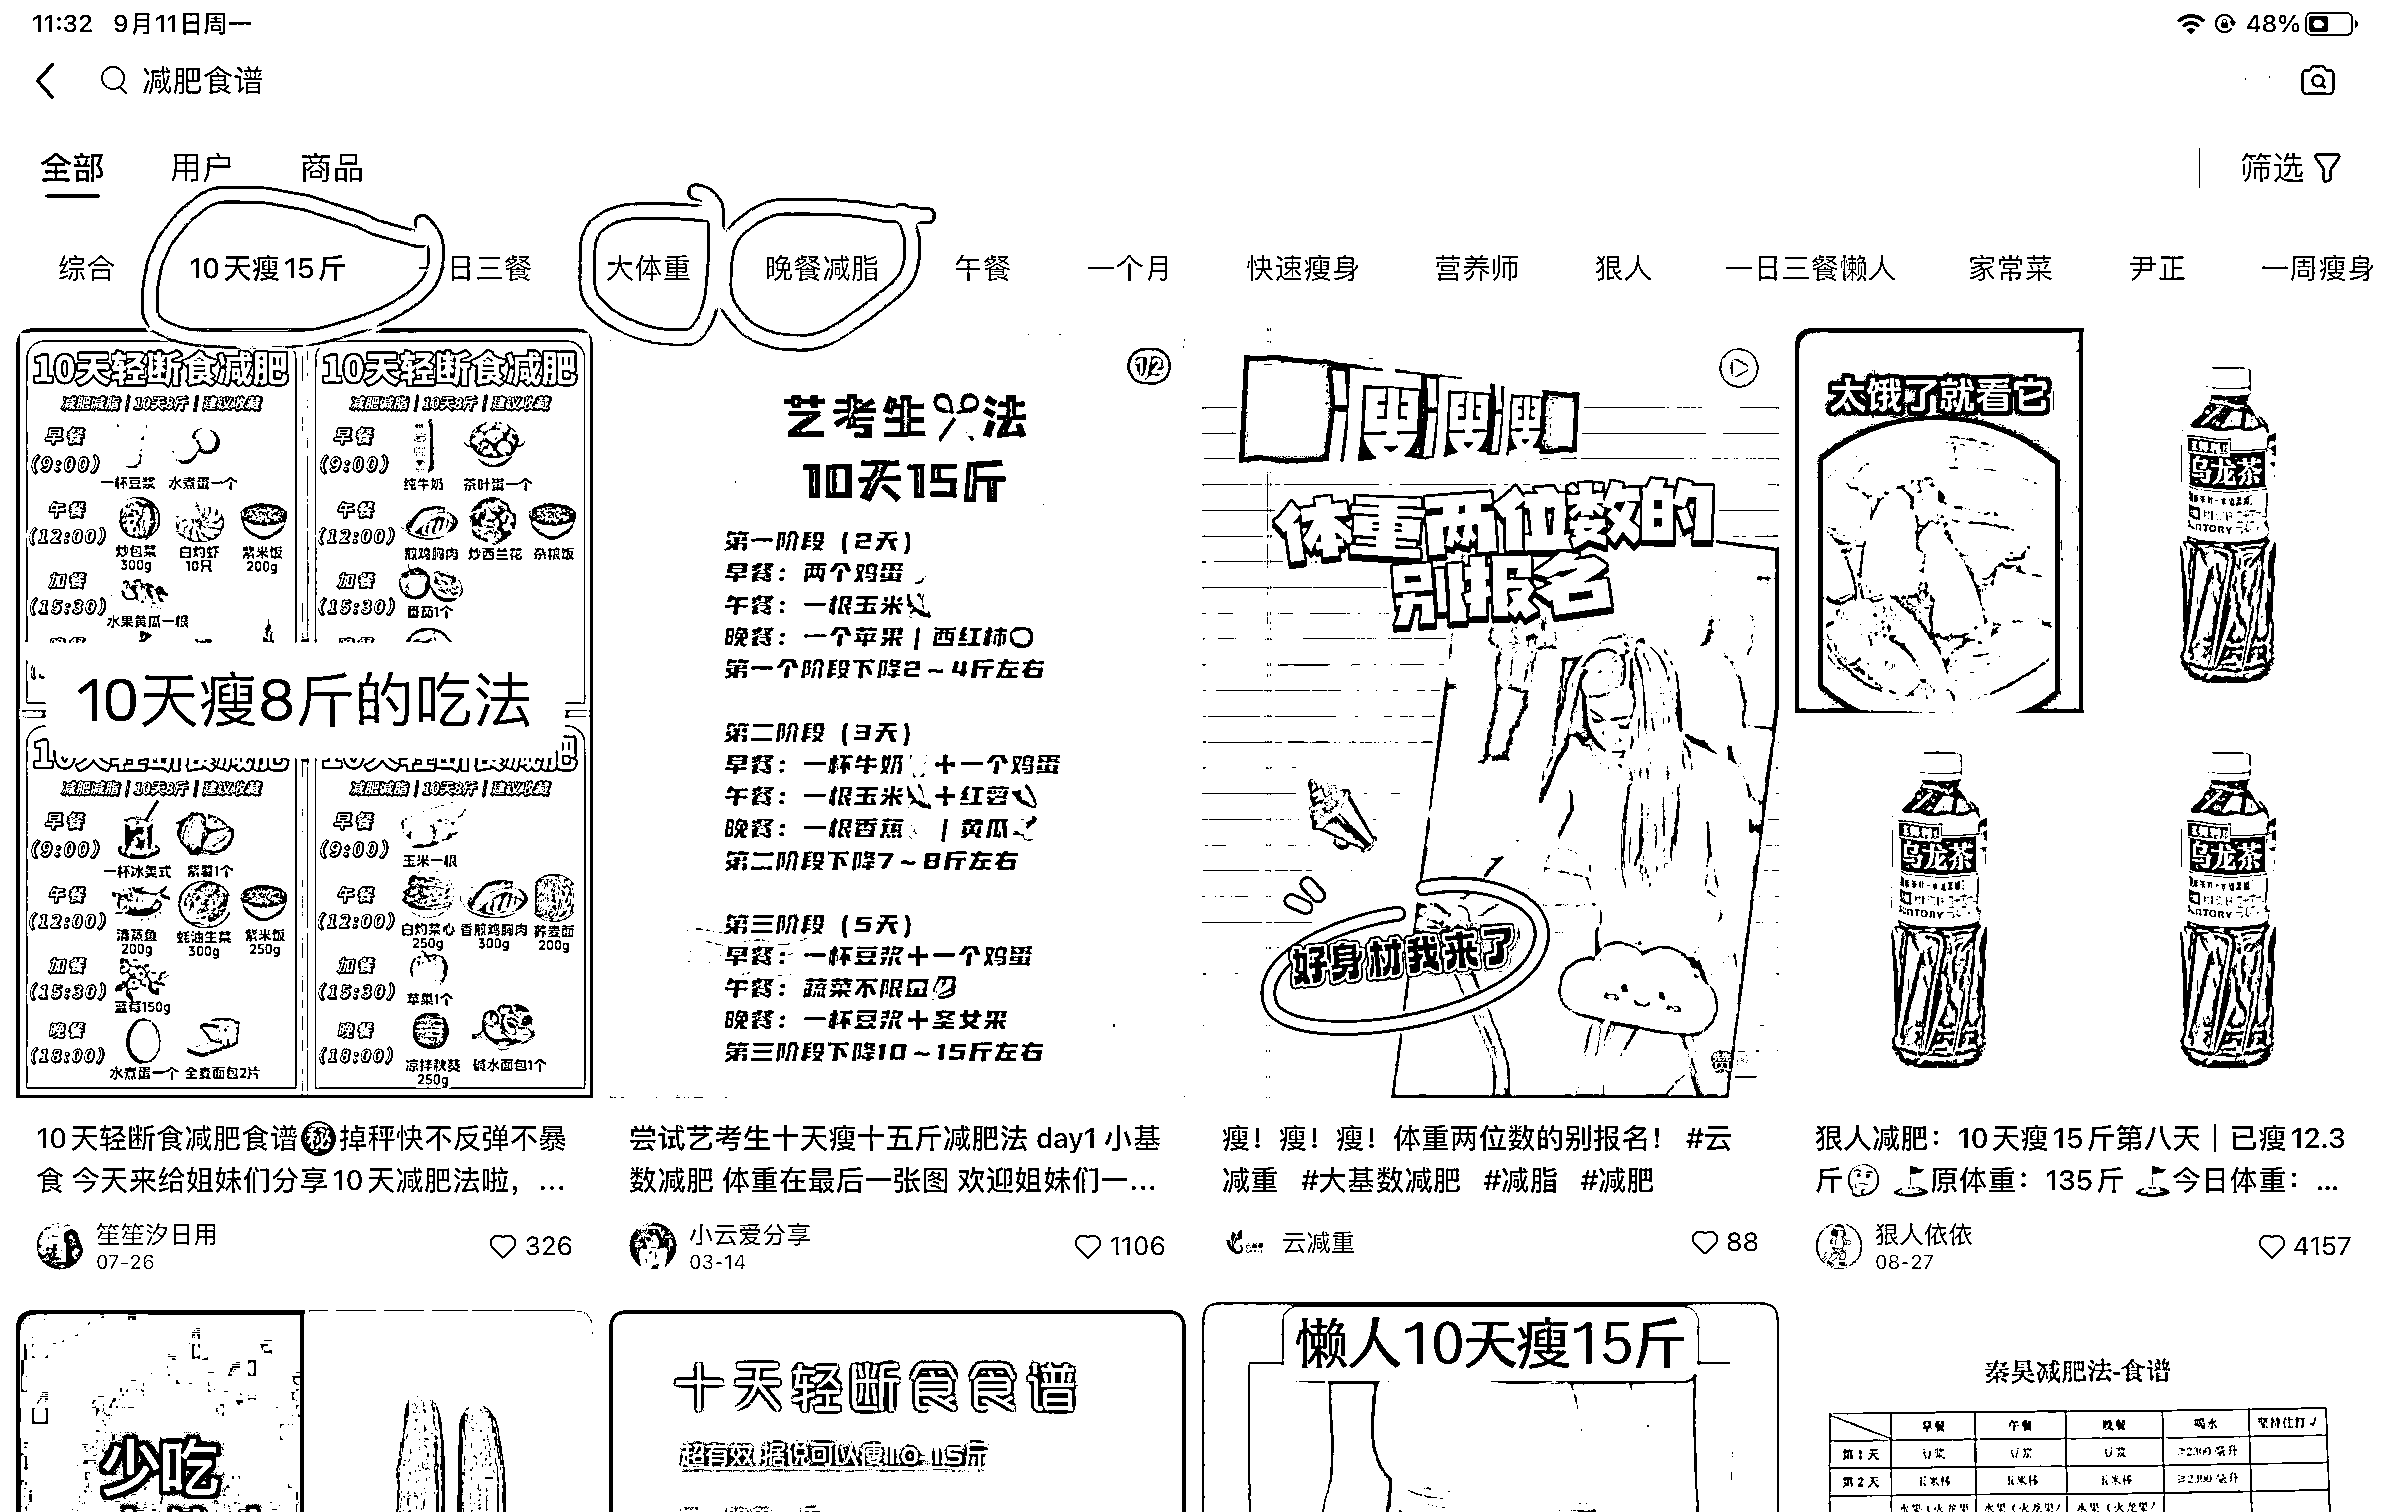 11:32 9月11日周一
48%
减肥食谱
全部 用户 商品
筛选
综合 10天瘦15斤 一日三餐 大体重 晚餐减脂 午餐 一个月 快速瘦身 营养师 狠人 一日三餐懒人 家常菜 尹正 一周瘦身
10天轻断食减肥
减肥减脂 | 10天8斤 | 建议收藏
早餐
(9:00)
一杯豆浆 水煮蛋一个
午餐
(12:00)
炒包菜 白灼虾 紫米饭
300g 10只 200g
加餐
(15:30)
水果黄瓜一根
10天轻断食减肥
减肥减脂 | 10天8斤 | 建议收藏
早餐
(9:00)
纯牛奶 茶叶蛋一个
午餐
(12:00)
煎鸡胸肉 炒西兰花 杂粮饭
加餐
(15:30)
番茄1个
10天瘦8斤的吃法
10天轻断食减肥
减肥减脂 | 10天8斤 | 建议收藏
早餐
(9:00)
一杯冰美式 紫薯1个
午餐
(12:00)
清蒸鱼 蚝油生菜 紫米饭
200g 300g 250g
加餐
(15:30)
蓝莓150g
晚餐
(18:00)
水煮蛋一个 全麦面包2片
10天轻断食减肥
减肥减脂 | 10天8斤 | 建议收藏
早餐
(9:00)
玉米一根
午餐
(12:00)
白灼菜心 香煎鸡胸肉 荞麦面
250g 300g 200g
加餐
(15:30)
苹果1个
晚餐
(18:00)
凉拌秋葵 碱水面包1个
250g
10天轻断食减肥食谱㊙掉秤快不反弹不暴
食 今天来给姐妹们分享10天减肥法啦，...
笙笙汐日用
07-26
326
1/2
艺考生法
10天15斤
第一阶段（2天）
早餐：两个鸡蛋
午餐：一根玉米
晚餐：一个苹果 | 西红柿
第一个阶段下降2~4斤左右
第二阶段（3天）
早餐：一杯牛奶+一个鸡蛋
午餐：一根玉米+红薯
晚餐：一根香蕉 | 黄瓜
第二阶段下降7~8斤左右
第三阶段（5天）
早餐：一杯豆浆+一个鸡蛋
午餐：蔬菜不限量
晚餐：一杯豆浆+圣女果
第三阶段下降10~15斤左右
尝试艺考生十天瘦十五斤减肥法 day1 小基
数减肥 体重在最后一张图 欢迎姐妹们一...
小云爱分享
03-14
1106
体重两位数的
别报名
好身材我来了
瘦！瘦！瘦！体重两位数的别报名！ #云
减重 #大基数减肥 #减脂 #减肥
云减重
88
太饿了就看它
乌龙茶
SUNTORY
乌龙茶
SUNTORY
乌龙茶
SUNTORY
狠人减肥：10天瘦15斤第八天｜已瘦12.3
斤 原体重：135斤 今日体重：...
狠人依依
08-27
4157
少吃
十天轻断食食谱
超有效 据说可以瘦10-15斤
懒人10天瘦15斤
秦昊减肥法-食谱
早餐 午餐 晚餐 喝水 坚持住打√
第1天 豆浆 豆浆 豆浆 ≥2300毫升
第2天 玉米棒 玉米棒 玉米棒 ≥2300毫升